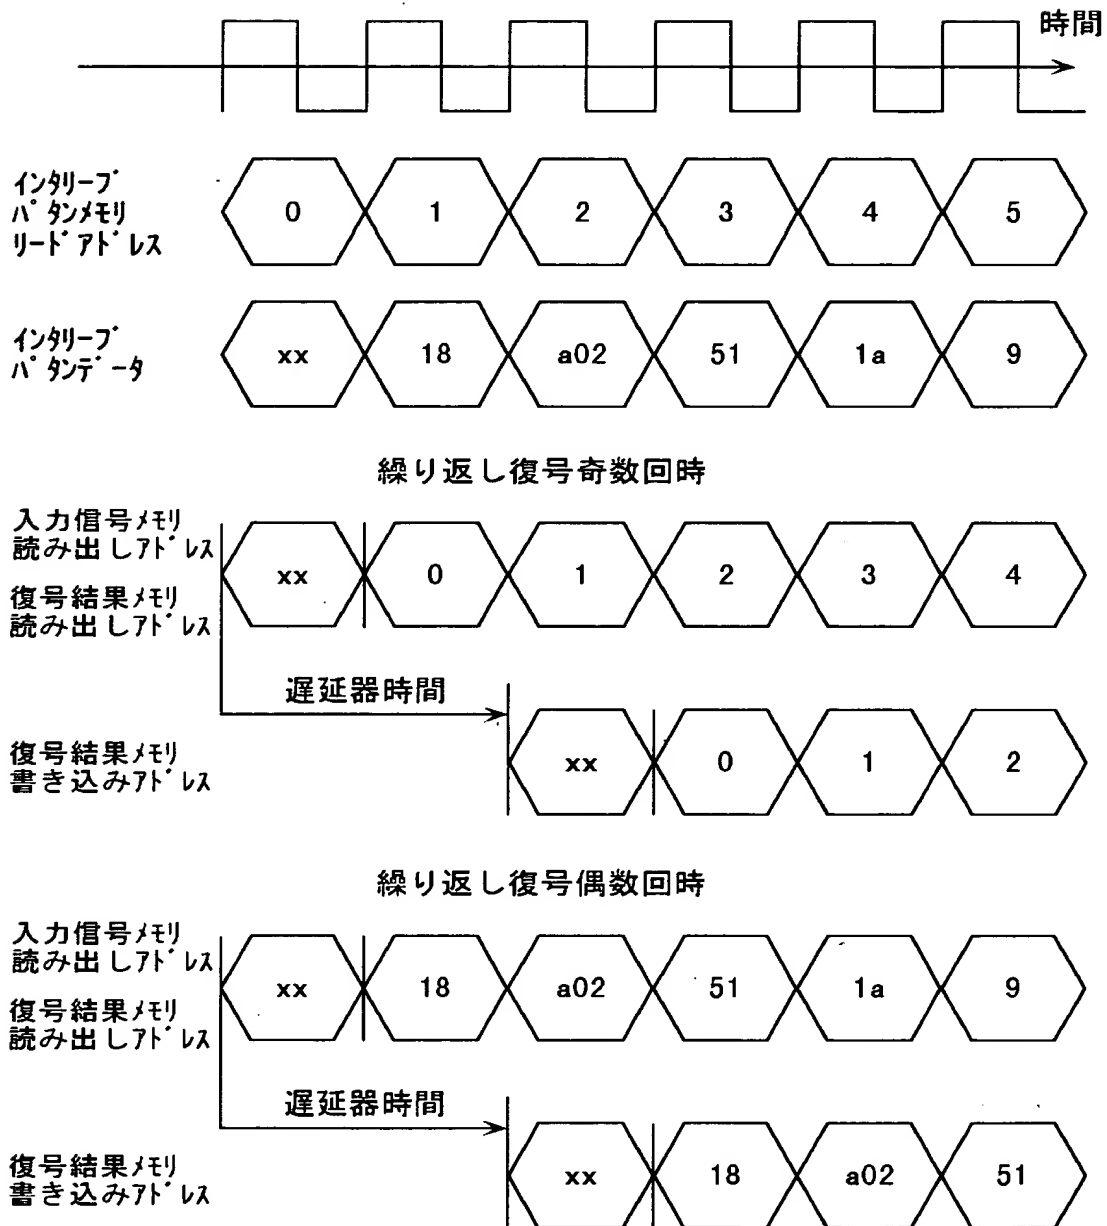 時間
インタリーブ
パタンメモリ
リードアドレス
0 1 2 3 4 5
インタリーブ
パタンデータ
xx 18 a02 51 1a 9
繰り返し復号奇数回時
入力信号メモリ
読み出しアドレス
復号結果メモリ
読み出しアドレス
xx 0 1 2 3 4
遅延器時間
復号結果メモリ
書き込みアドレス
xx 0 1 2
繰り返し復号偶数回時
入力信号メモリ
読み出しアドレス
復号結果メモリ
読み出しアドレス
xx 18 a02 51 1a 9
遅延器時間
復号結果メモリ
書き込みアドレス
xx 18 a02 51